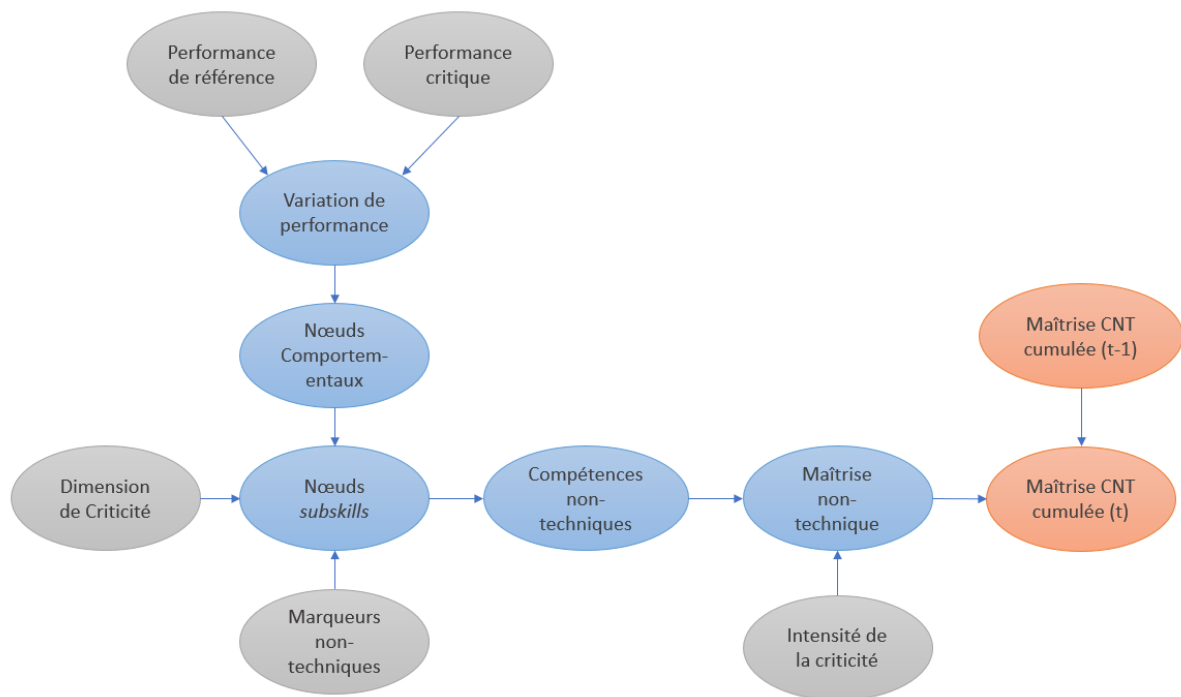 Performance
de référence
Performance
critique
Variation de
performance
Nœuds
Comportem-
entaux
Maîtrise CNT
cumulée (t-1)
Dimension
de Criticité
Nœuds
subskills
Compétences
non-
techniques
Maîtrise
non-
technique
Maîtrise CNT
cumulée (t)
Marqueurs
non-
techniques
Intensité de
la criticité